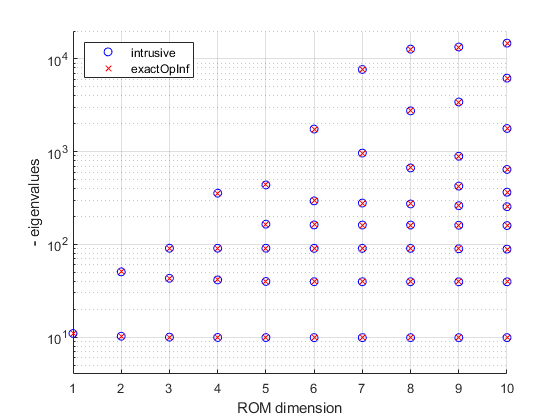 intrusive
exactOpInf
10^4
10^3
10^2
10^1
- eigenvalues
1 2 3 4 5 6 7 8 9 10
ROM dimension